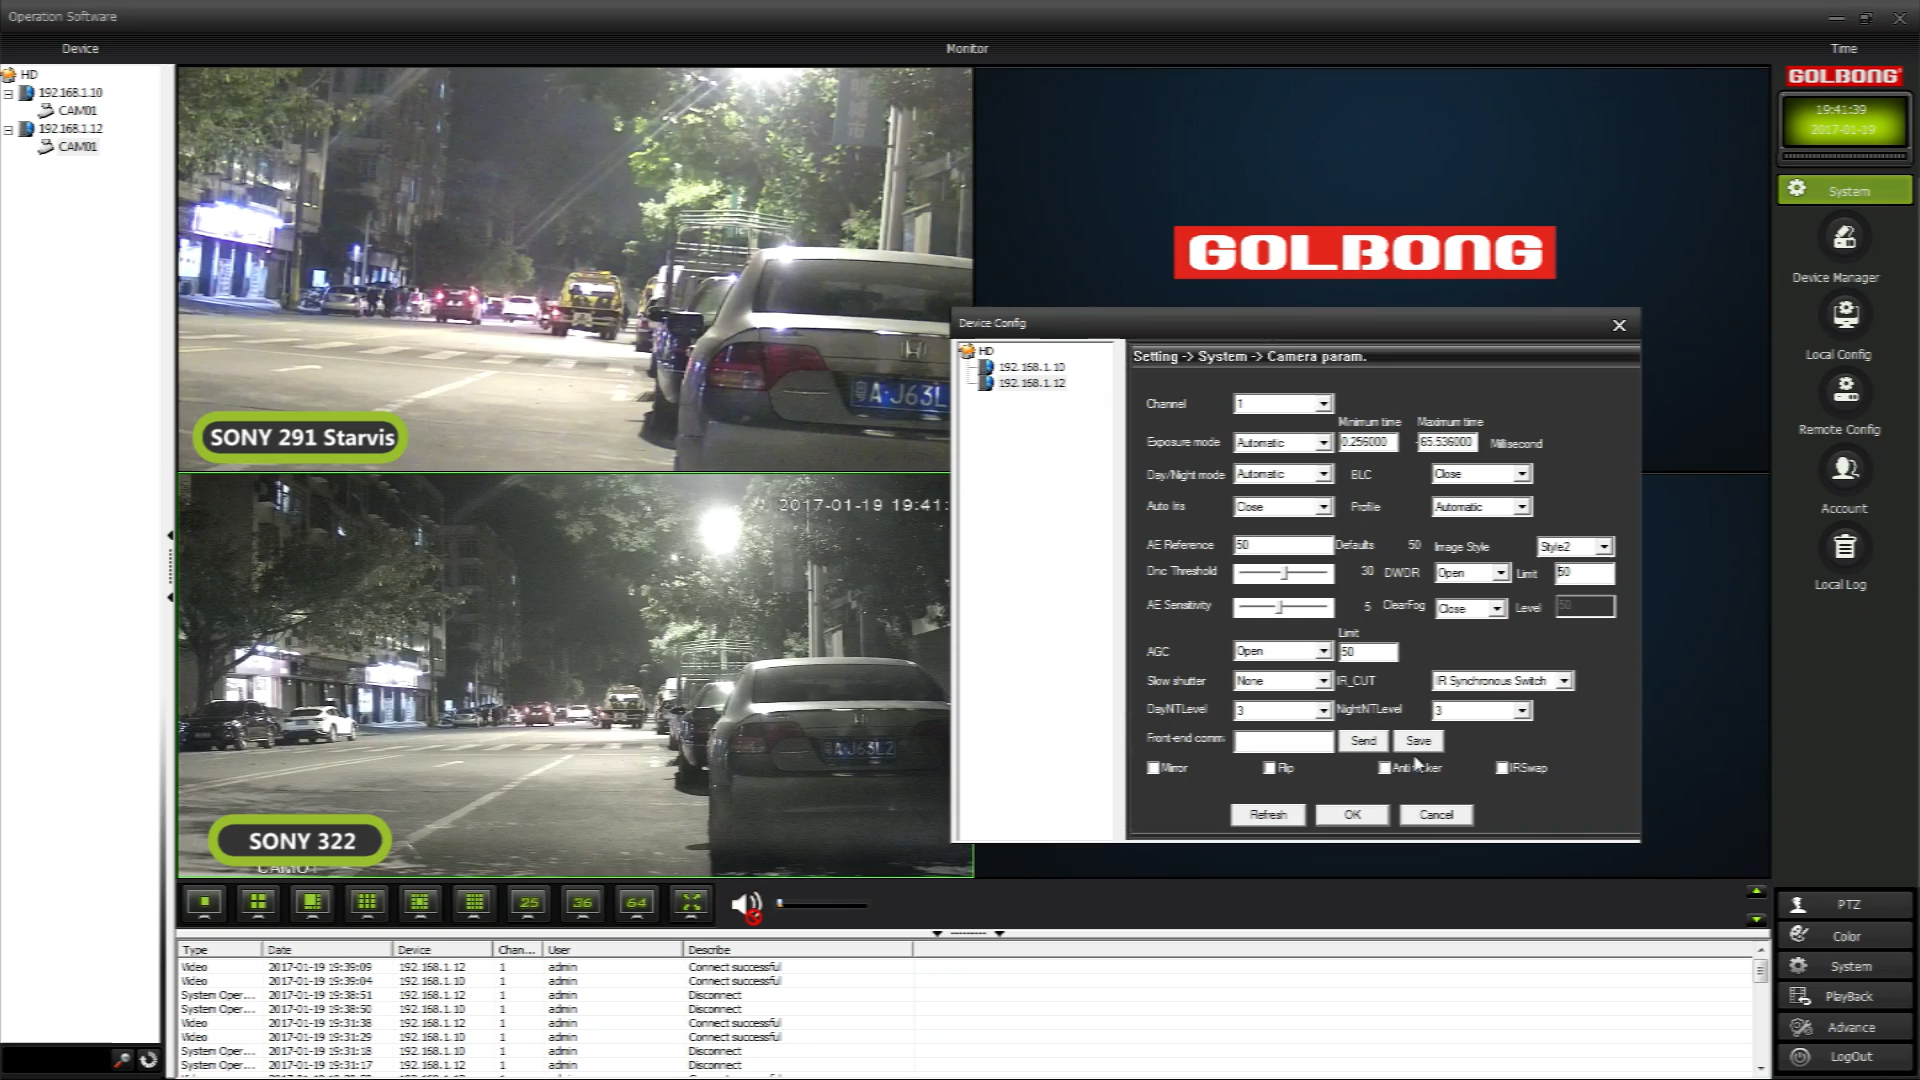 Operation Software
Device
Monitor
Time
HD
192.168.1.10
CAM01
192.168.1.12
CAM01
SONY 291 Starvis
2017-01-19 19:41:
SONY 322
GOLBONG
Device Config
HD
192.168.1.10
192.168.1.12
Setting -> System -> Camera param.
Channel 1
Minimum time Maximum time
Exposure mode Automatic 0.256000 65.536000 Millisecond
Day/Night mode Automatic BLC Close
Auto Iris Close Profile Automatic
AE Reference 50 Defaults 50 Image Style Style2
Dnc Threshold 30 DWDR Open Limit 50
AE Sensitivity 5 ClearFog Close Level 50
Limit
AGC Open 50
Slow shutter None IR_CUT IR Synchronous Switch
DayNTLevel 3 NightNTLevel 3
Front-end comm: Send Save
Mirror Flip IRSwap
Refresh OK Cancel
GOLBONG
19:41:39
2017-01-19
System
Device Manager
Local Config
Remote Config
Account
Local Log
25 36 64
PTZ
Color
System
PlayBack
Advance
LogOut
Type Date Device Chan... User Describe
Video 2017-01-19 19:39:09 192.168.1.12 1 admin Connect successful
Video 2017-01-19 19:39:04 192.168.1.10 1 admin Connect successful
System Oper.... 2017-01-19 19:38:51 192.168.1.12 1 admin Disconnect
System Oper.... 2017-01-19 19:38:50 192.168.1.10 1 admin Disconnect
Video 2017-01-19 19:31:38 192.168.1.12 1 admin Connect successful
Video 2017-01-19 19:31:29 192.168.1.10 1 admin Connect successful
System Oper.... 2017-01-19 19:31:18 192.168.1.10 1 admin Disconnect
System Oper.... 2017-01-19 19:31:17 192.168.1.12 1 admin Disconnect